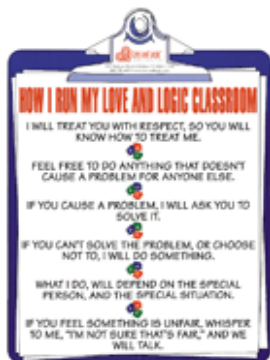 HOW I RUN MY LOVE AND LOGIC CLASSROOM
I WILL TREAT YOU WITH RESPECT, SO YOU WILL
KNOW HOW TO TREAT ME.
FEEL FREE TO DO ANYTHING THAT DOESN'T
CAUSE A PROBLEM FOR ANYONE ELSE.
IF YOU CAUSE A PROBLEM, I WILL ASK YOU TO
SOLVE IT.
IF YOU CAN'T SOLVE THE PROBLEM, OR CHOOSE
NOT TO, I WILL DO SOMETHING.
WHAT I DO, WILL DEPEND ON THE SPECIAL
PERSON, AND THE SPECIAL SITUATION.
IF YOU FEEL SOMETHING IS UNFAIR, WHISPER
TO ME, "I'M NOT SURE THAT'S FAIR," AND WE
WILL TALK.